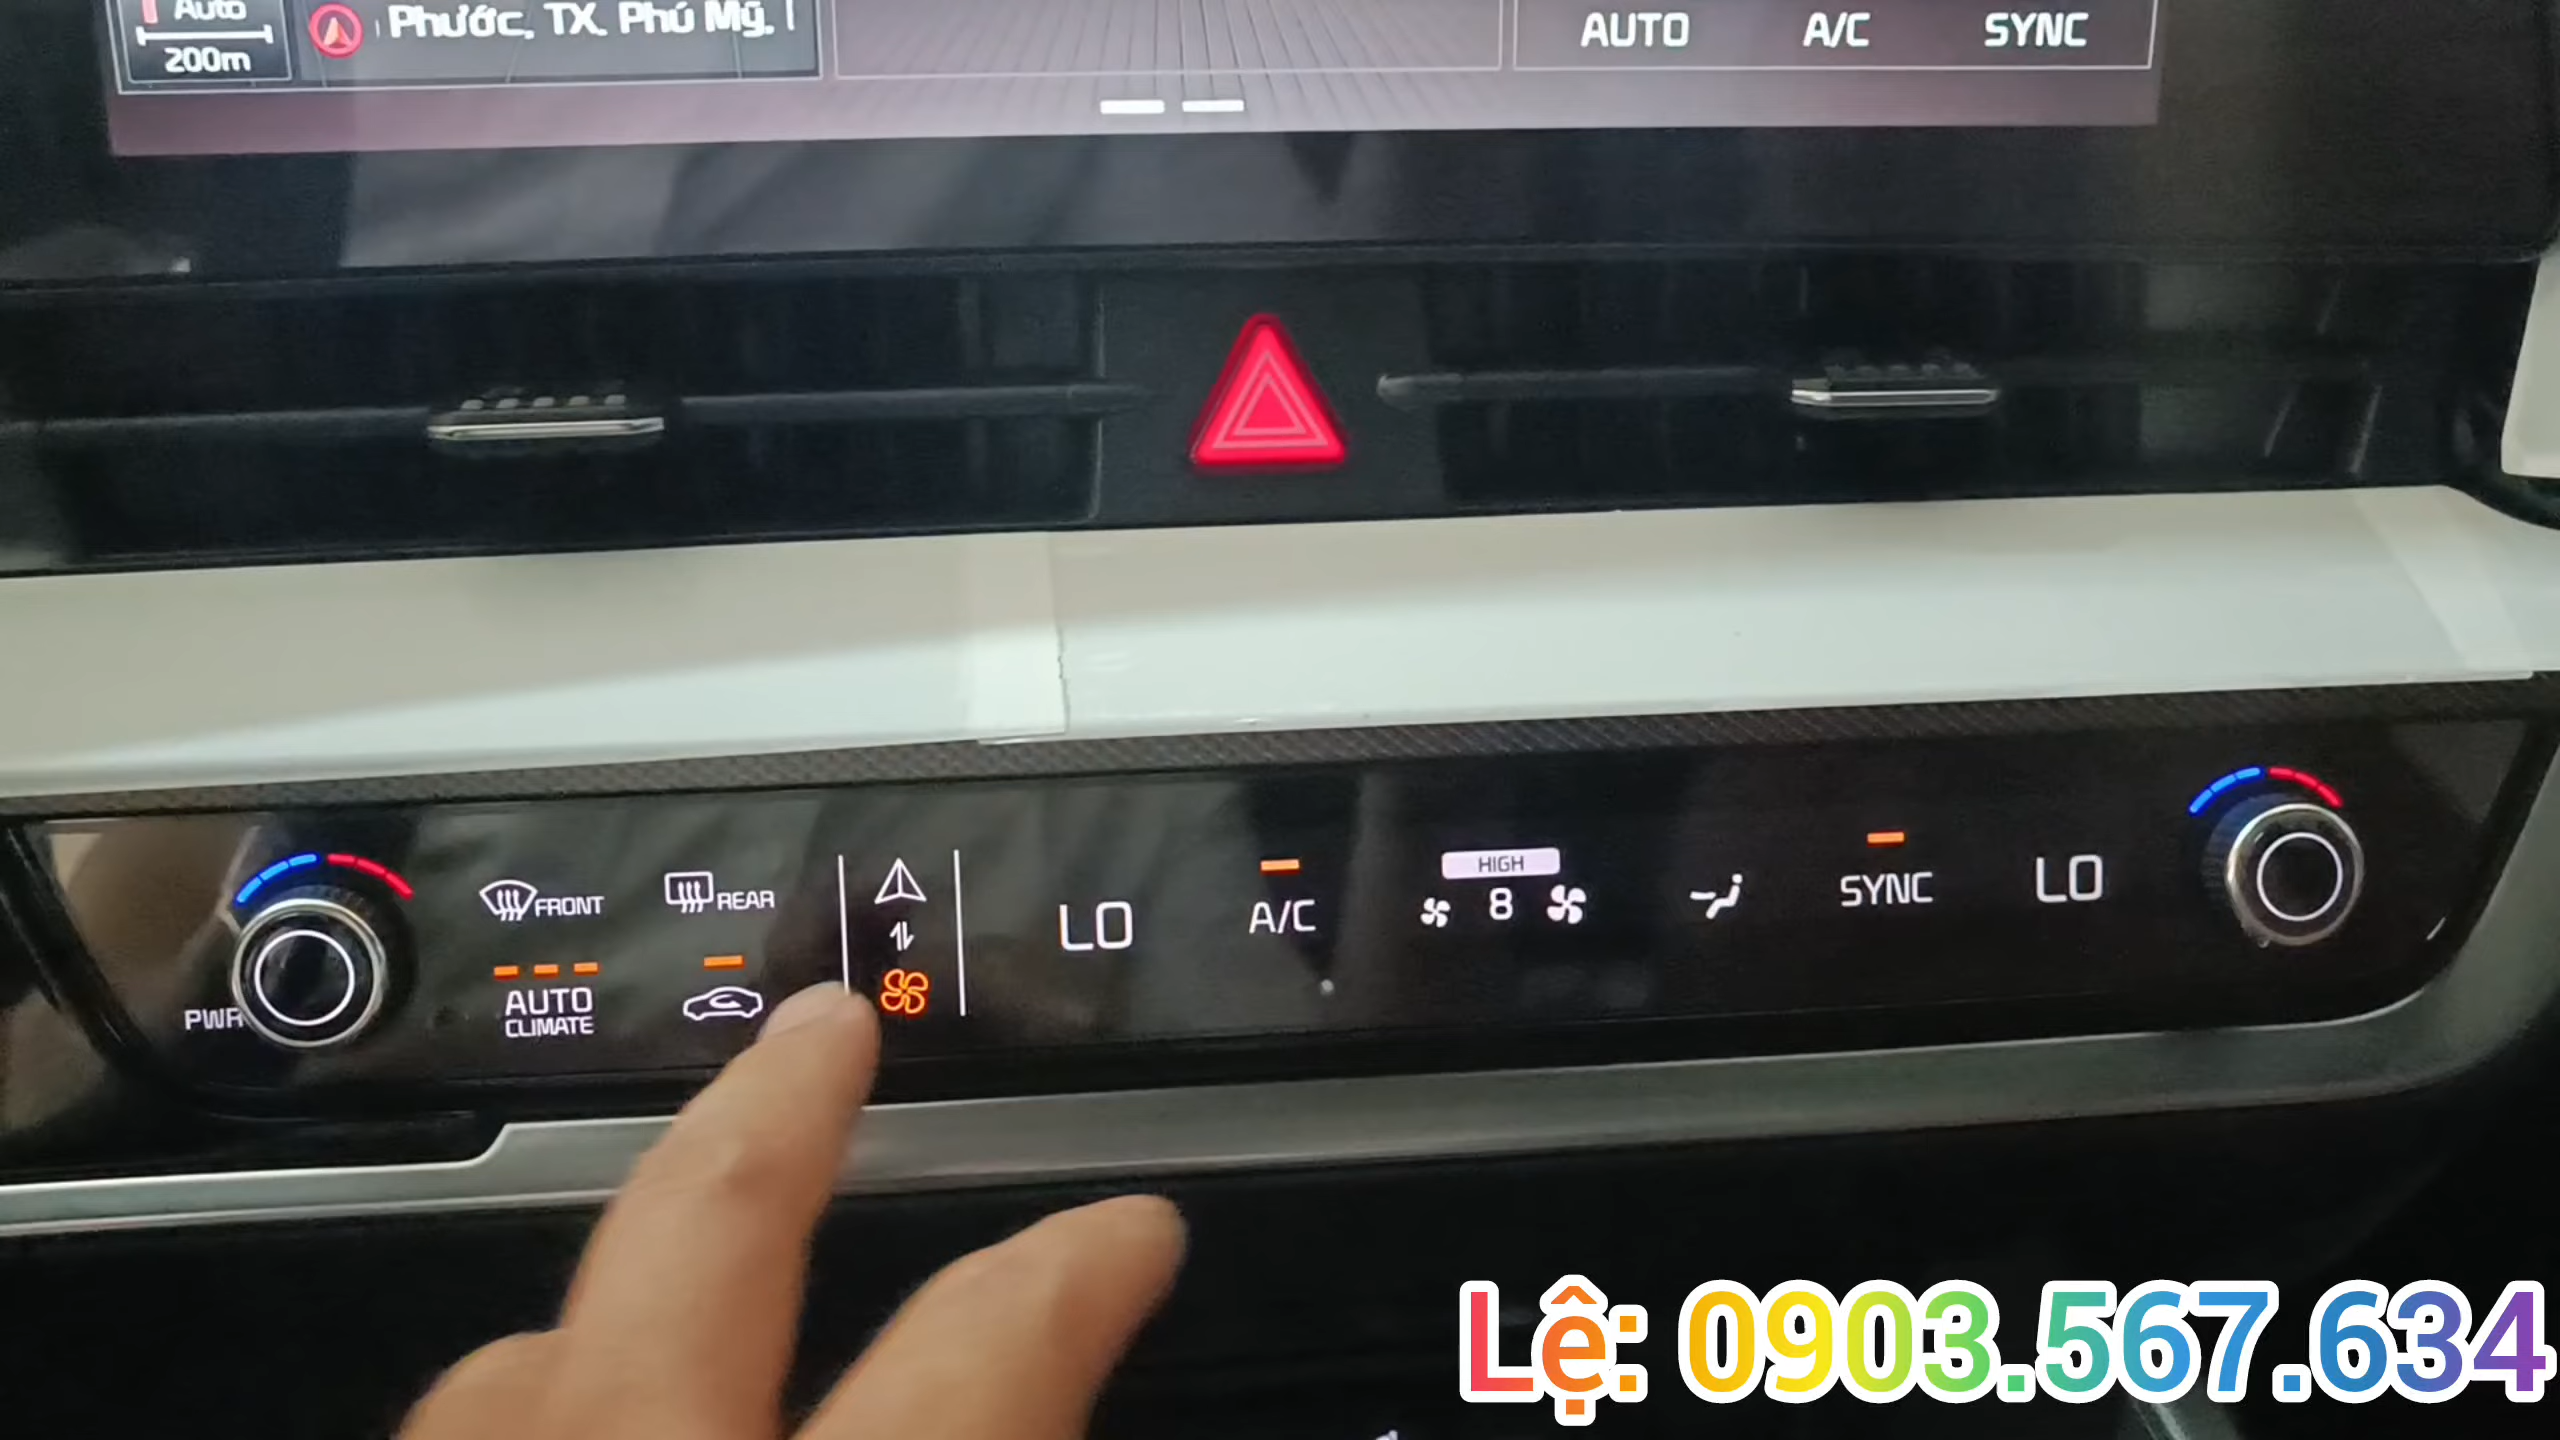 Auto
200m
Phước, TX. Phú Mỹ,
AUTO A/C SYNC
FRONT
REAR
LO
A/C
HIGH
8
SYNC
LO
PWR
AUTO
CLIMATE
Lệ: 0903.567.634